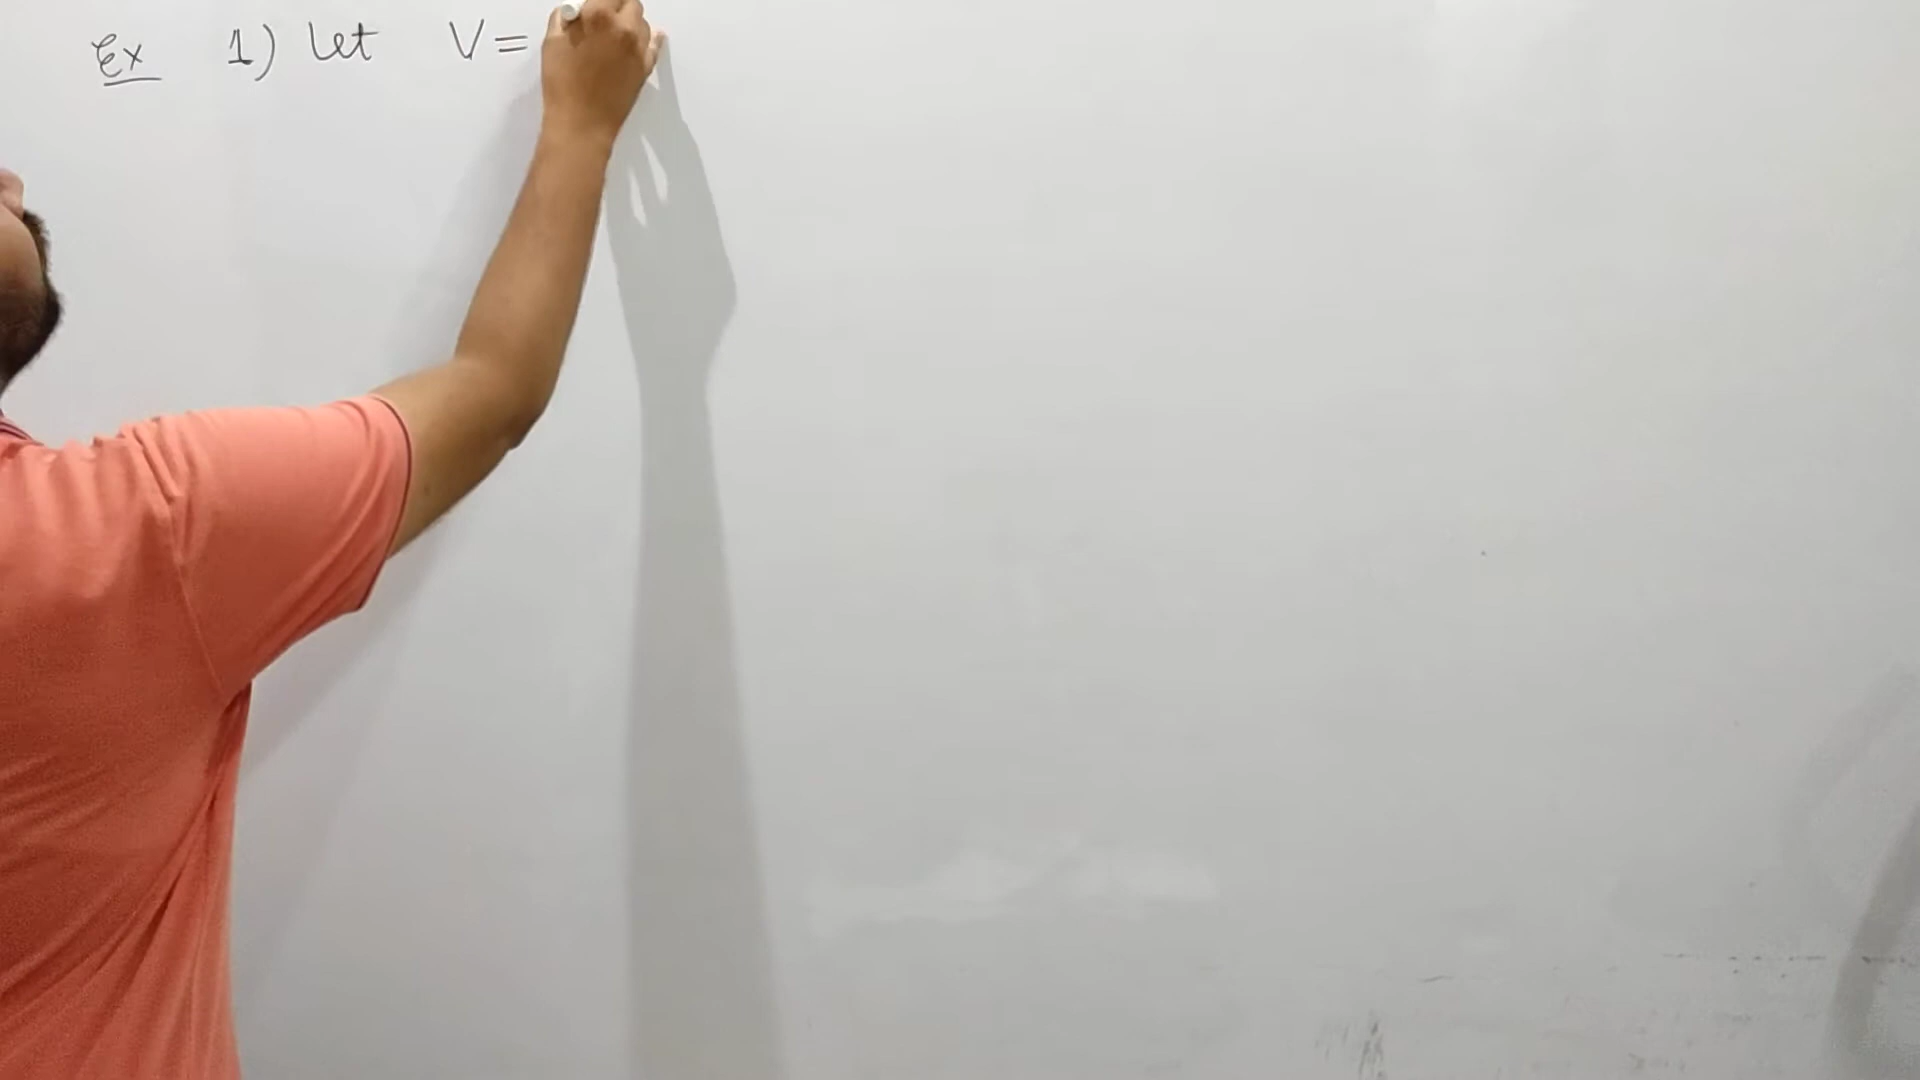 Ex 1) Let V =